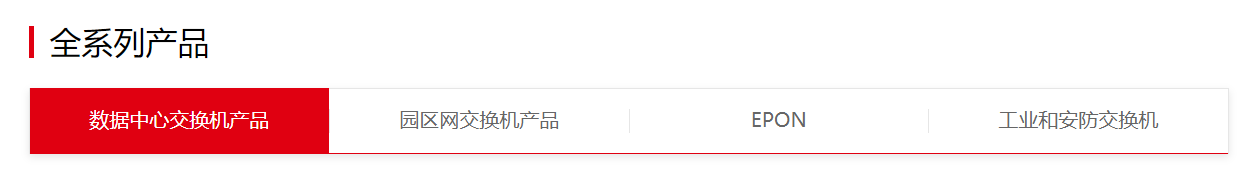 全系列产品
数据中心交换机产品
园区网交换机产品
EPON
工业和安防交换机